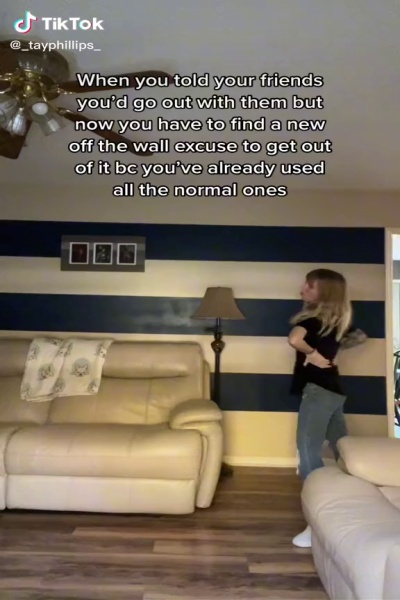 TikTok
@_tayphillips_
When you told your friends
you'd go out with them but
now you have to find a new
off the wall excuse to get out
of it bc you've already used
all the normal ones